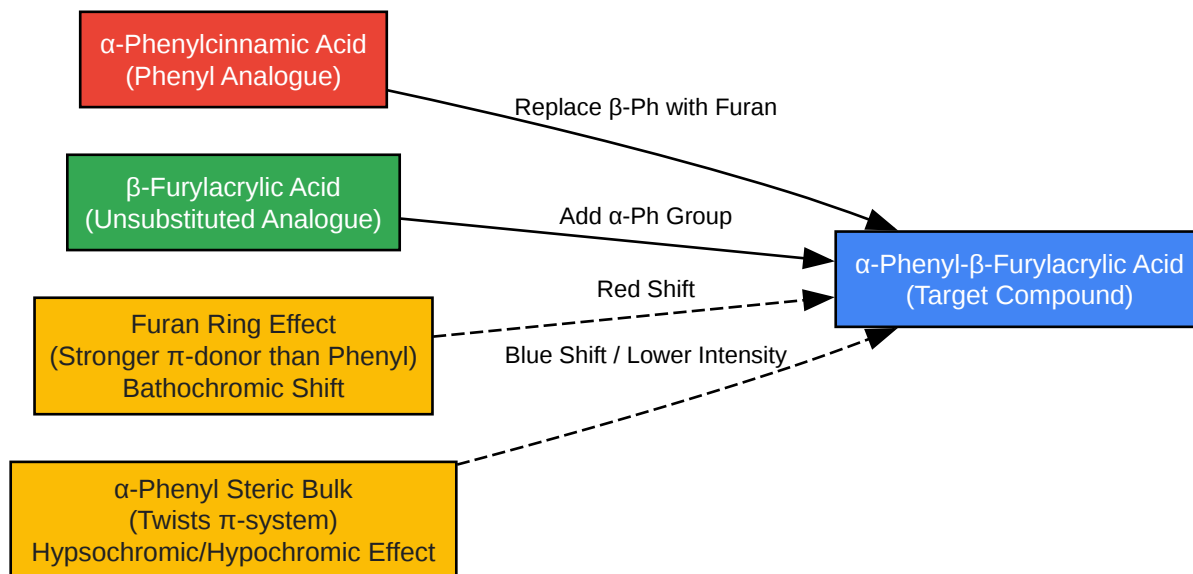 α-Phenylcinnamic Acid
(Phenyl Analogue)
Replace β-Ph with Furan
β-Furylacrylic Acid
(Unsubstituted Analogue)
Add α-Ph Group
α-Phenyl-β-Furylacrylic Acid
(Target Compound)
Red Shift
Furan Ring Effect
(Stronger π-donor than Phenyl)
Bathochromic Shift
Blue Shift / Lower Intensity
α-Phenyl Steric Bulk
(Twists π-system)
Hypsochromic/Hypochromic Effect